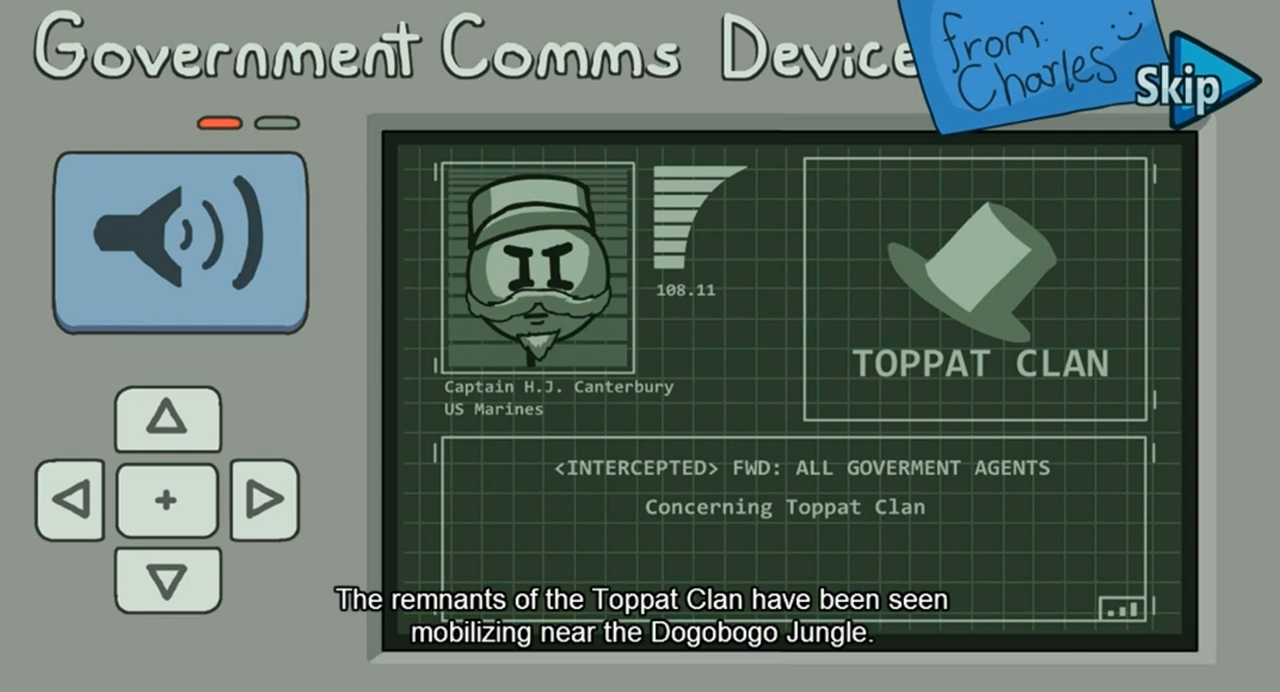 Government Comms Device
from:
Charles
Skip
108.11
Captain H.J. Canterbury
US Marines
TOPPAT CLAN
<INTERCEPTED> FWD: ALL GOVERMENT AGENTS
Concerning Toppat Clan
The remnants of the Toppat Clan have been seen
mobilizing near the Dogobogo Jungle.